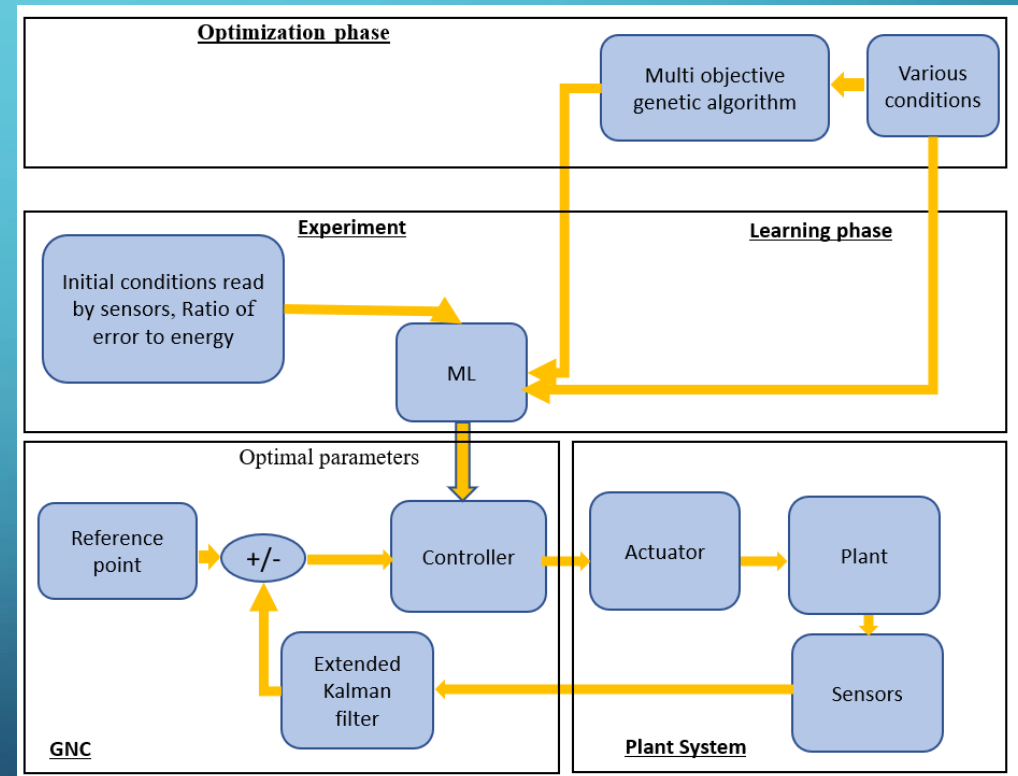 Optimization phase
Multi objective
genetic algorithm
Various
conditions
Experiment
Learning phase
Initial conditions read
by sensors, Ratio of
error to energy
ML
Optimal parameters
Reference
point
+/-
Controller
Actuator
Plant
Extended
Kalman
filter
Sensors
GNC
Plant System